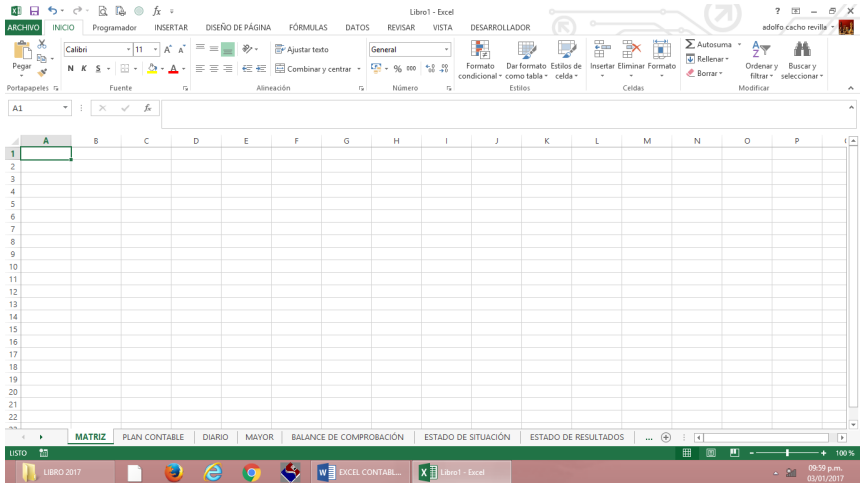 Libro1 - Excel
ARCHIVO INICIO Programador INSERTAR DISEÑO DE PÁGINA FÓRMULAS DATOS REVISAR VISTA DESARROLLADOR adolfo cacho revilla
Calibri 11 Ajustar texto General Autosuma
Pegar N K S A Combinar y centrar % 000 Formato condicional Dar formato como tabla Estilos de celda Insertar Eliminar Formato Rellenar Borrar Ordenar y filtrar Buscar y seleccionar
Portapapeles Fuente Alineación Número Estilos Celdas Modificar
A1 fx
A B C D E F G H I J K L M N O P
1
2
3
4
5
6
7
8
9
10
11
12
13
14
15
16
17
18
19
20
21
22
MATRIZ PLAN CONTABLE DIARIO MAYOR BALANCE DE COMPROBACIÓN ESTADO DE SITUACIÓN ESTADO DE RESULTADOS ...
LISTO 100%
LIBRO 2017 EXCEL CONTABL... Libro1 - Excel 09:59 p.m.
03/01/2017